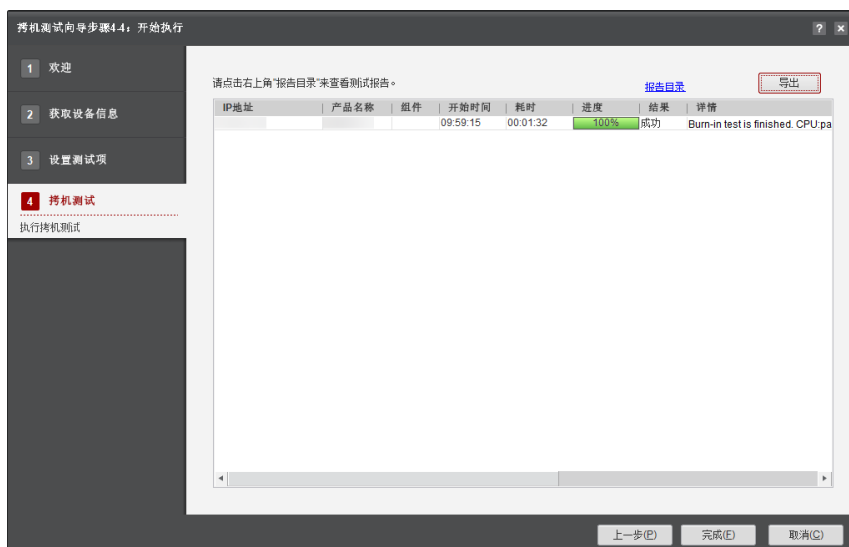 拷机测试向导步骤4-4：开始执行
? ×
1 欢迎
2 获取设备信息
3 设置测试项
4 拷机测试
执行拷机测试
请点击右上角"报告目录"来查看测试报告。
报告目录
导出
IP地址 产品名称 组件 开始时间 耗时 进度 结果 详情
09:59:15 00:01:32 100% 成功 Burn-in test is finished. CPU:pa
上一步(P) 完成(F) 取消(C)